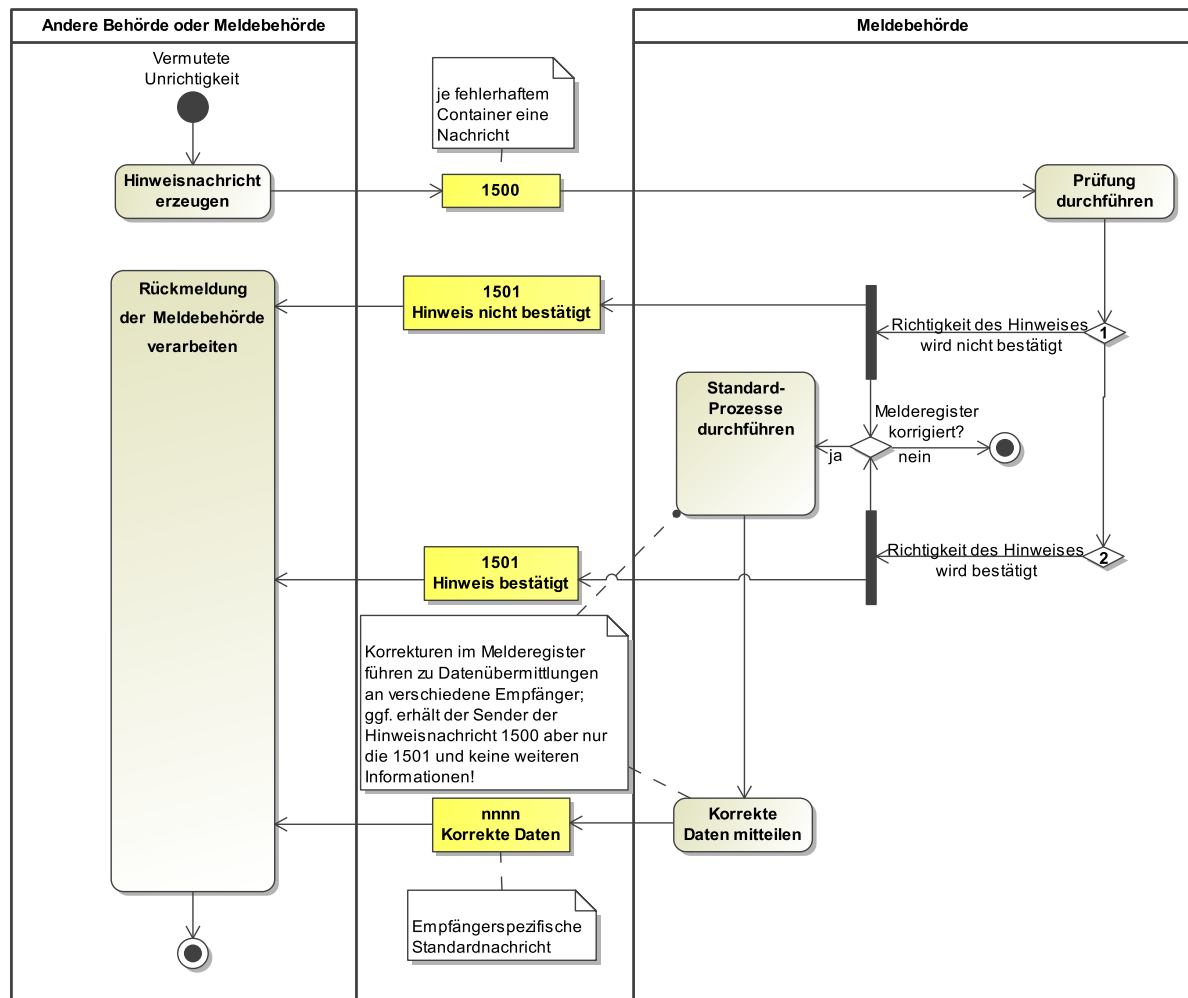 Andere Behörde oder Meldebehörde
Meldebehörde
Vermutete
Unrichtigkeit
je fehlerhaftem
Container eine
Nachricht
Hinweisnachricht
erzeugen
1500
Prüfung
durchführen
Rückmeldung
der Meldebehörde
verarbeiten
1501
Hinweis nicht bestätigt
Richtigkeit des Hinweises
wird nicht bestätigt
1
Standard-
Prozesse
durchführen
Melderegister
korrigiert?
ja
nein
1501
Hinweis bestätigt
Richtigkeit des Hinweises
wird bestätigt
2
Korrekturen im Melderegister
führen zu Datenübermittlungen
an verschiedene Empfänger;
ggf. erhält der Sender der
Hinweisnachricht 1500 aber nur
die 1501 und keine weiteren
Informationen!
nnnn
Korrekte Daten
Korrekte
Daten mitteilen
Empfängerspezifische
Standardnachricht